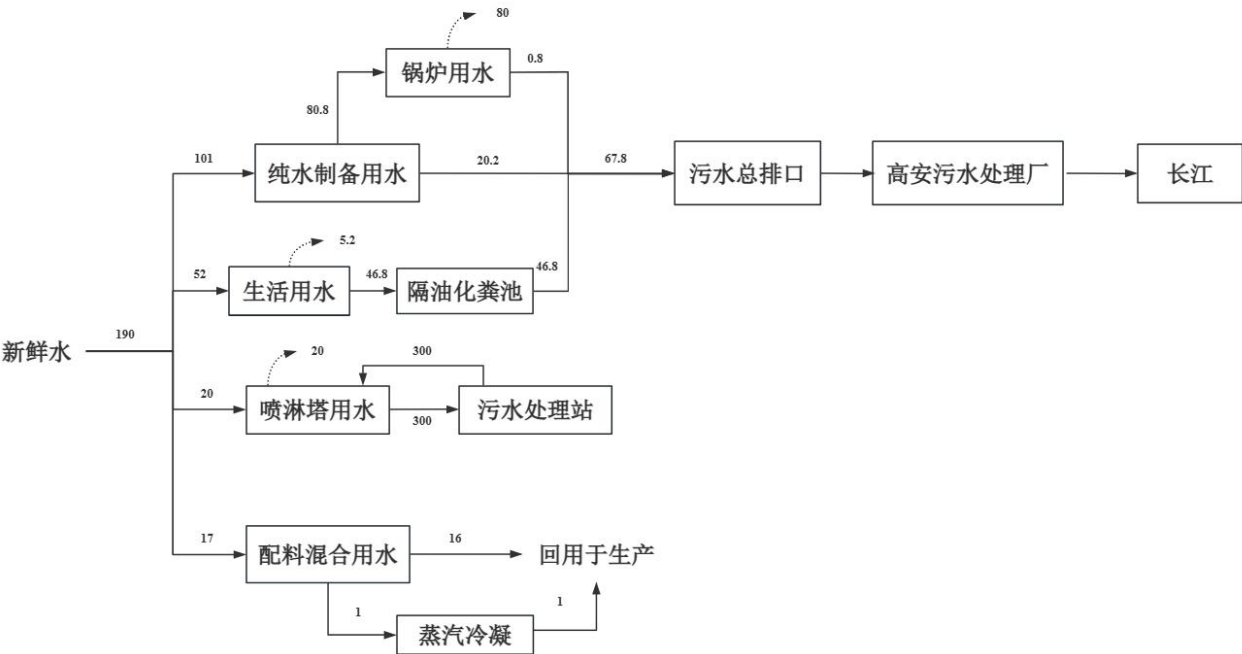 80
锅炉用水
0.8
80.8
101
纯水制备用水
20.2
67.8
污水总排口
高安污水处理厂
长江
5.2
52
生活用水
46.8
隔油化粪池
46.8
新鲜水
190
20
300
20
喷淋塔用水
300
污水处理站
17
配料混合用水
16
回用于生产
1
蒸汽冷凝
1